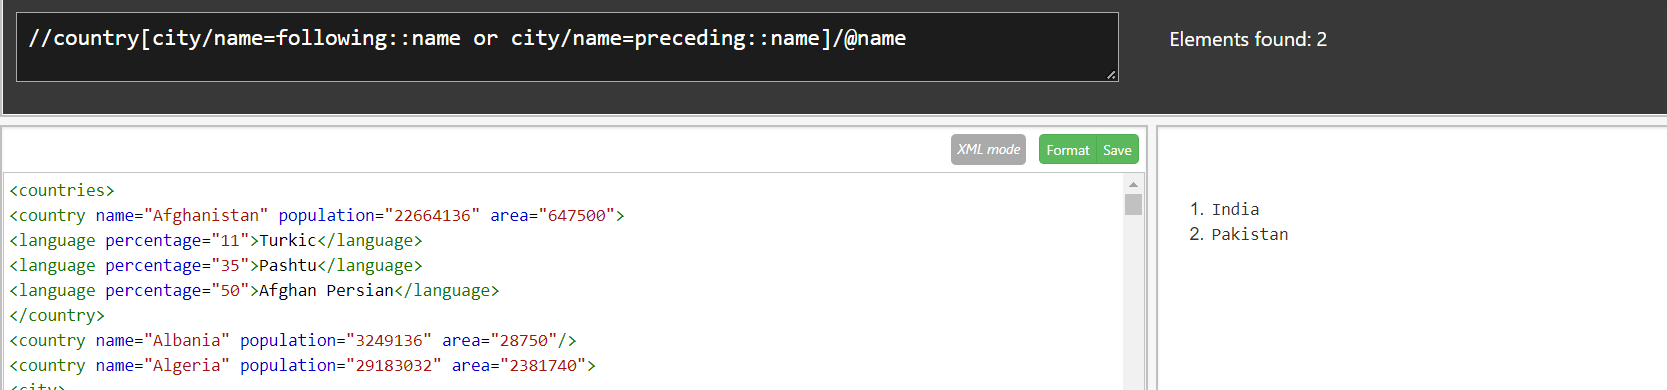 //country[city/name=following::name or city/name=preceding::name]/@name
Elements found: 2
XML mode
Format
Save
<countries>
<country name="Afghanistan" population="22664136" area="647500">
<language percentage="11">Turkic</language>
<language percentage="35">Pashtu</language>
<language percentage="50">Afghan Persian</language>
</country>
<country name="Albania" population="3249136" area="28750"/>
<country name="Algeria" population="29183032" area="2381740">
<city>
1. India
2. Pakistan